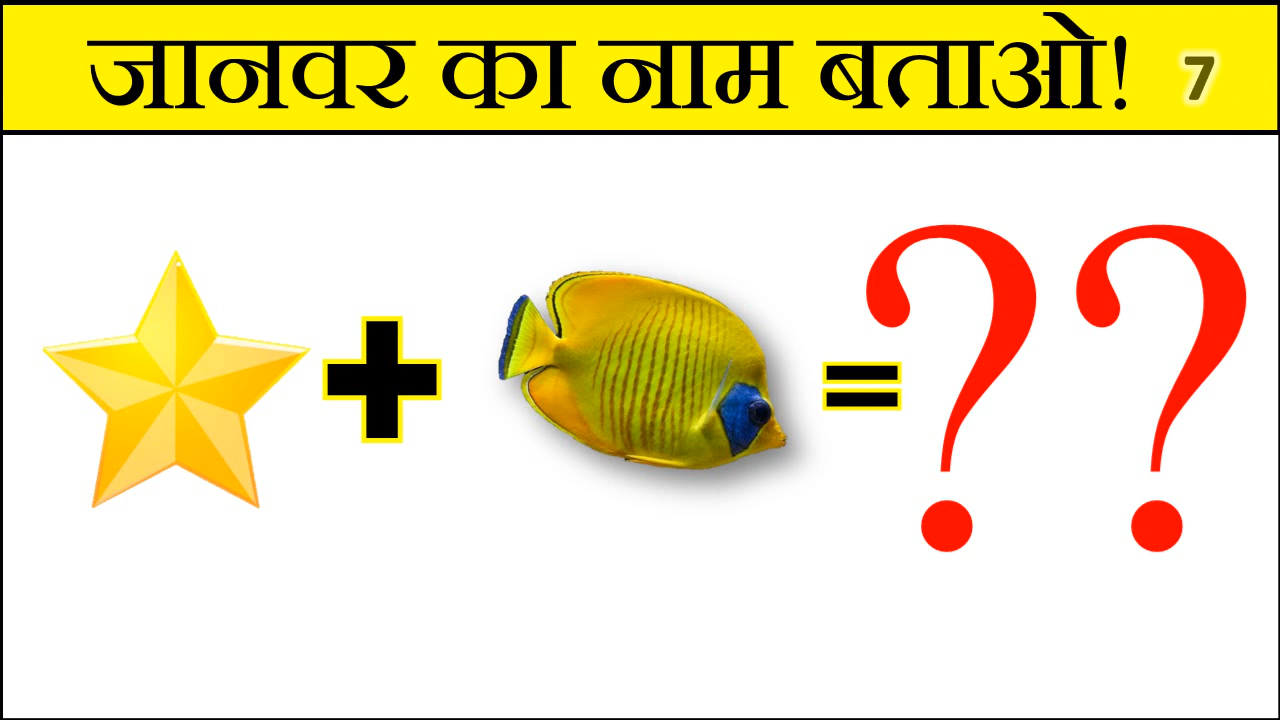 जानवर का नाम बताओ! 7
+ = ??